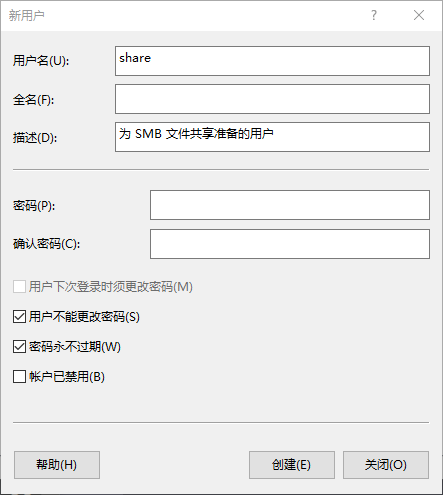 新用户
?
用户名(U):
share
全名(F):
描述(D):
为 SMB 文件共享准备的用户
密码(P):
确认密码(C):
用户下次登录时须更改密码(M)
用户不能更改密码(S)
密码永不过期(W)
帐户已禁用(B)
帮助(H)
创建(E)
关闭(O)